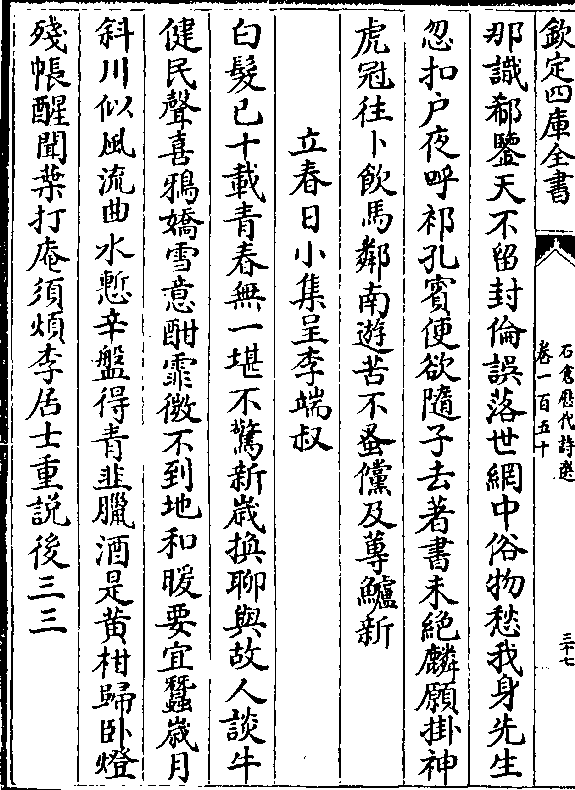 欽定四庫全書
石倉歷代詩選
卷一百五十
三十七
那識郗鑒天不留封倫誤落世網中俗物愁我身先生
忽扣户夜呼祁孔賓便欲隨子去著書未絶麟願掛神
虎冠往卜飲馬鄰南遊苦不蚤儻及蓴鱸新
立春日小集呈李端叔
白髮已十載青春無一堪不驚新歳換聊與故人談牛
健民聲喜鴉嬌雪意酣霏微不到地和暖要宜蠶歳月
斜川似風流曲水慙辛盤得青韭臘酒是黄柑歸卧燈
殘帳醒聞葉打庵須煩李居士重説後三三